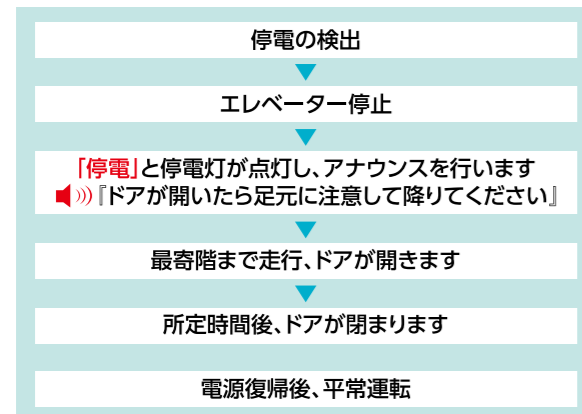 停電の検出
エレベーター停止
「停電」と停電灯が点灯し、アナウンスを行います
『ドアが開いたら足元に注意して降りてください』
最寄階まで走行、ドアが開きます
所定時間後、ドアが閉まります
電源復帰後、平常運転